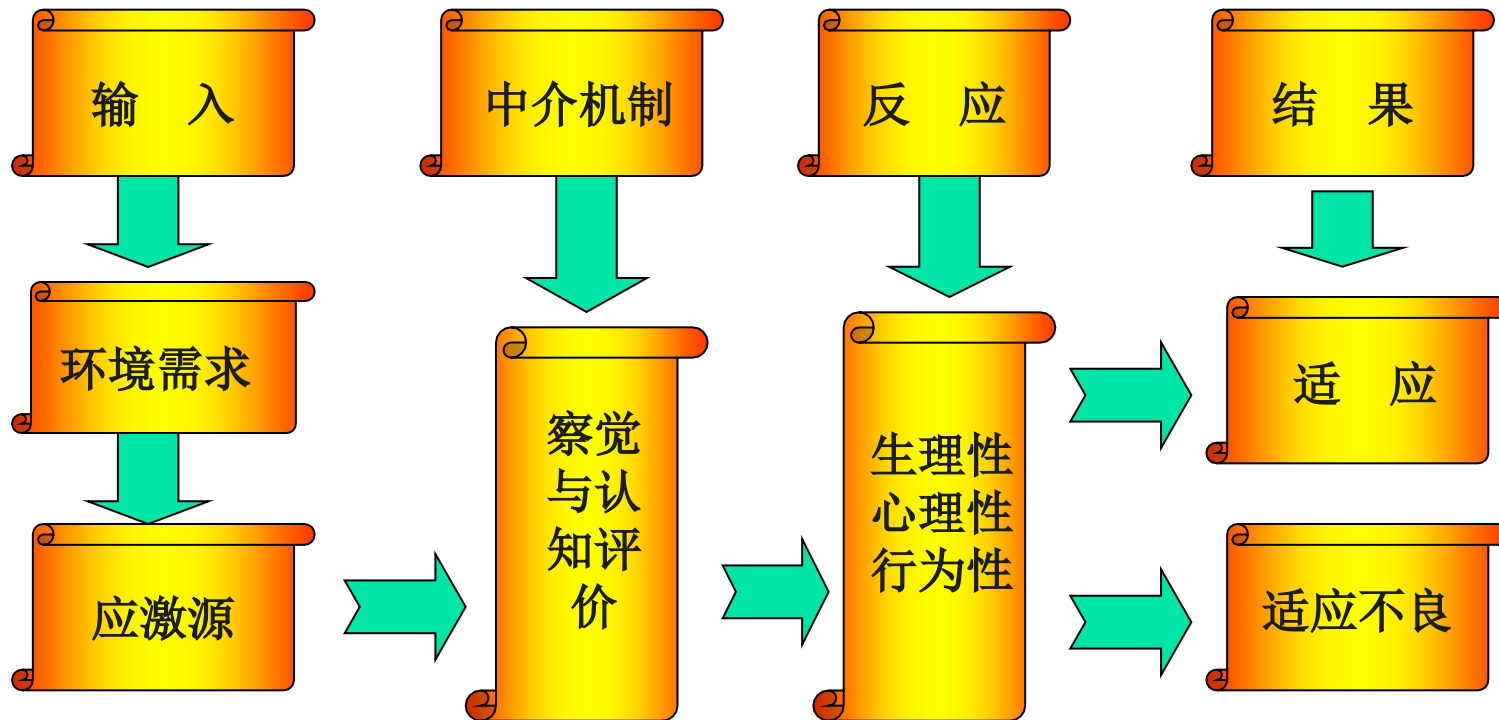 输 入
中介机制
反 应
结 果
环境需求
应激源
察觉
与认
知评
价
生理性
心理性
行为性
适 应
适应不良